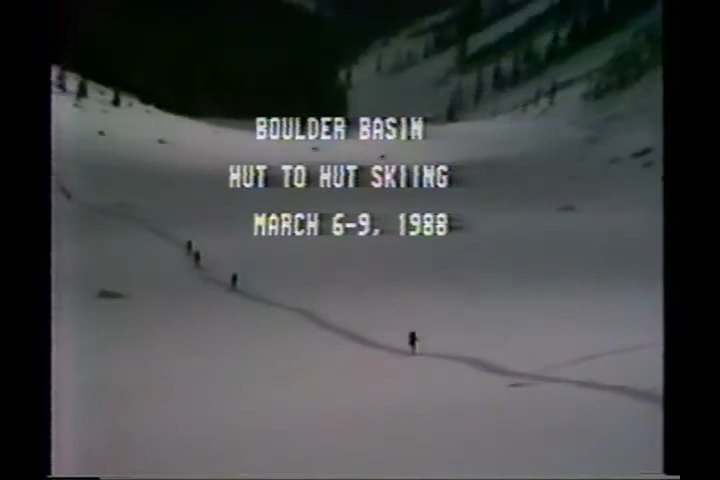 BOULDER BASIN
HUT TO HUT SKIING
MARCH 6-9, 1988